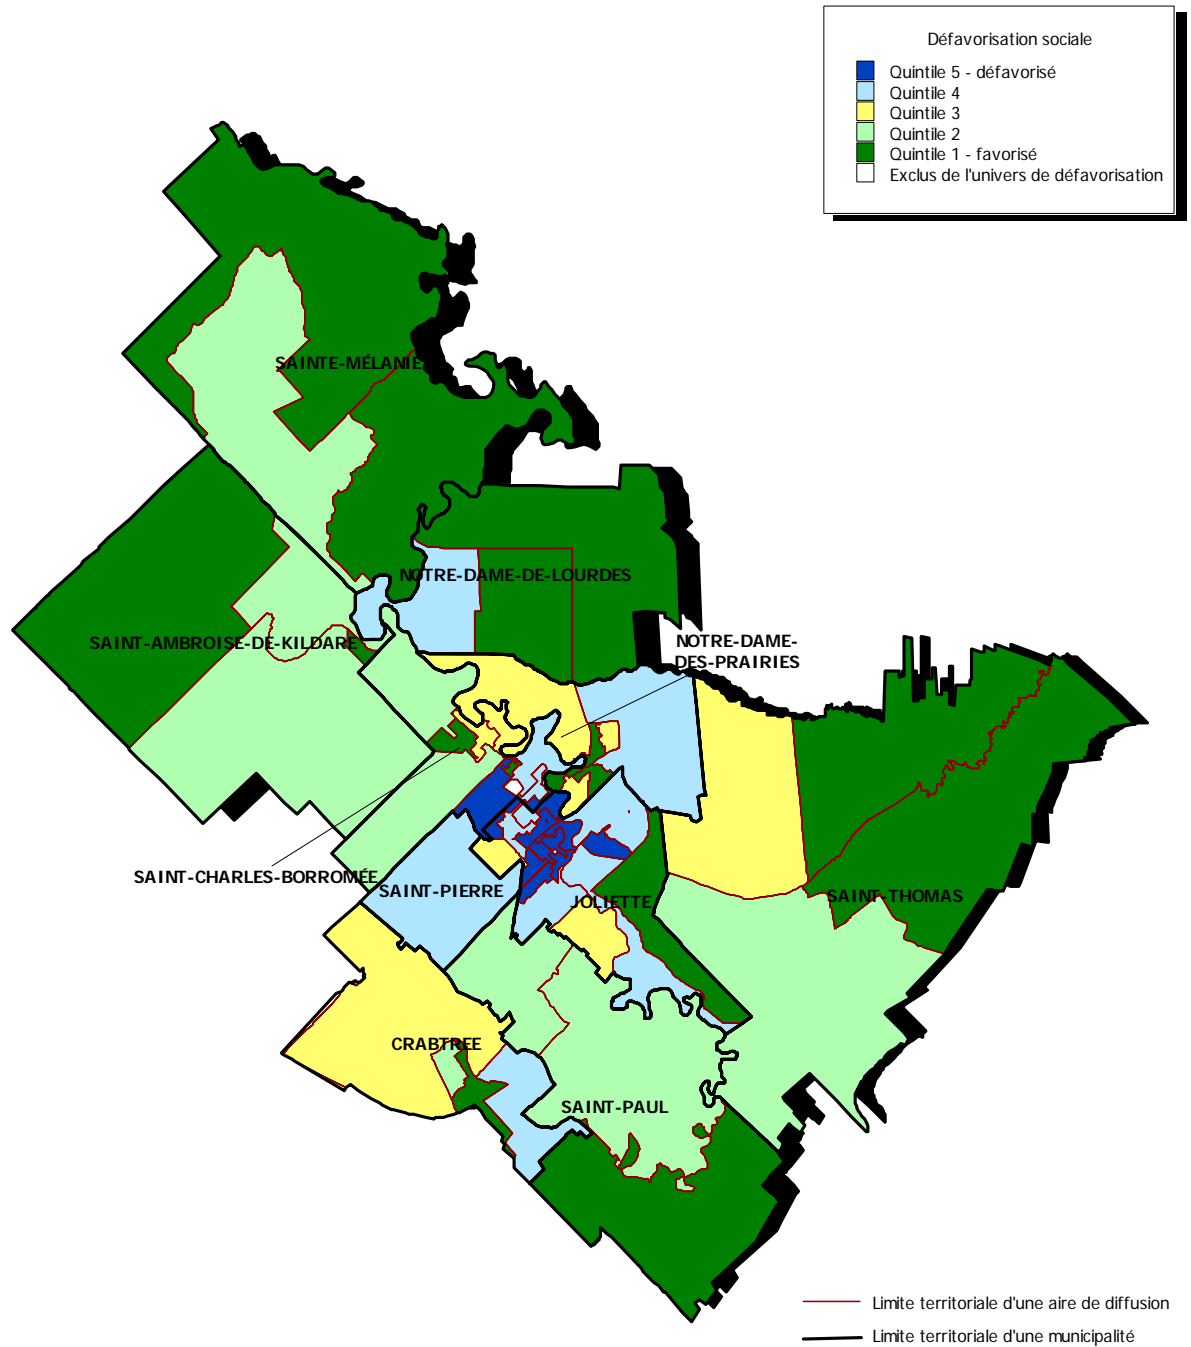 Défavorisation sociale
Quintile 5 - défavorisé
Quintile 4
Quintile 3
Quintile 2
Quintile 1 - favorisé
Exclus de l'univers de défavorisation
SAINTE-MÉLANIE
NOTRE-DAME-DE-LOURDES
SAINT-AMBROISE-DE-KILDARE
NOTRE-DAME-
DES-PRAIRIES
SAINT-CHARLES-BORROMÉE
SAINT-PIERRE
JOLIETTE
SAINT-THOMAS
CRABTREE
SAINT-PAUL
Limite territoriale d'une aire de diffusion
Limite territoriale d'une municipalité